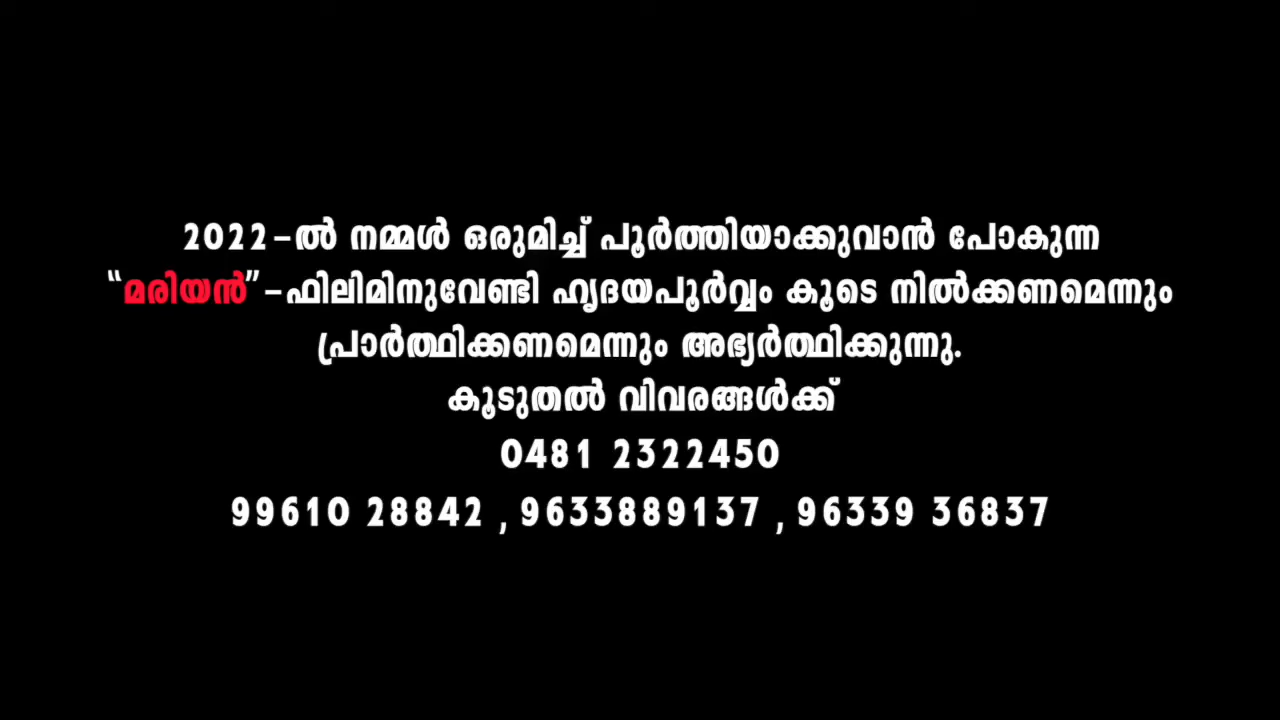 2022-ൽ നമ്മൾ ഒരുമിച്ച് പൂർത്തിയാക്കുവാൻ പോകുന്ന
“മരിയൻ”-ഫിലിമിനുവേണ്ടി ഹൃദയപൂർവ്വം കൂടെ നിൽക്കണമെന്നും
പ്രാർത്ഥിക്കണമെന്നും അഭ്യർത്ഥിക്കുന്നു.
കൂടുതൽ വിവരങ്ങൾക്ക്
0481 2322450
99610 28842 , 9633889137 , 96339 36837